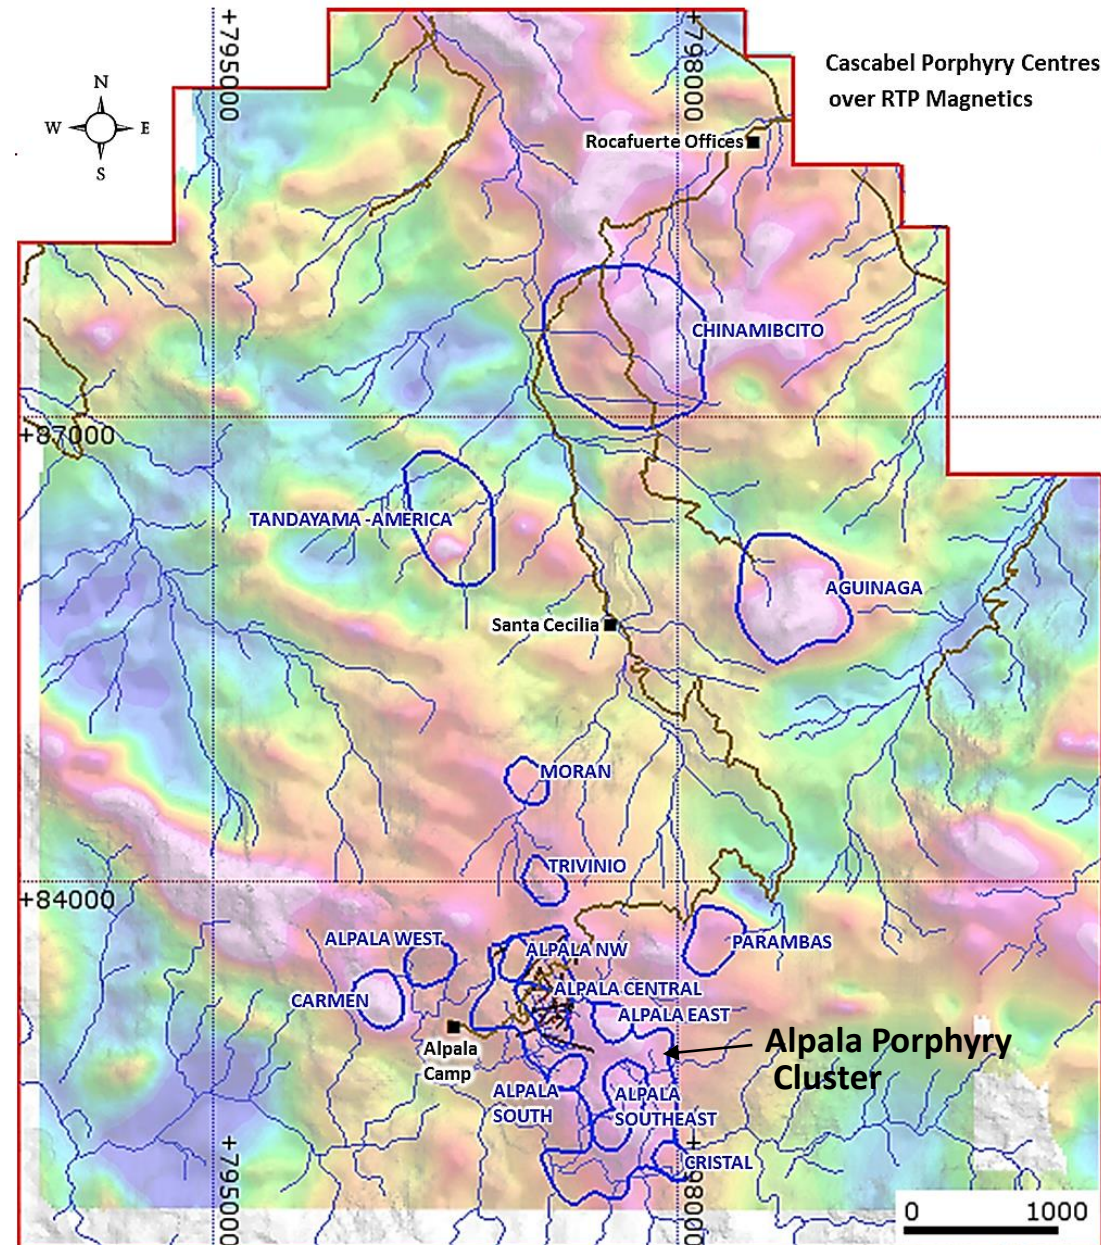 +795000
+798000
Cascabel Porphyry Centres
over RTP Magnetics
N
W
E
S
Rocafuerte Offices
CHINAMIBCITO
+87000
TANDAYAMA -AMERICA
AGUINAGA
Santa Cecilia
MORAN
TRIVINIO
+84000
PARAMBAS
ALPALA WEST
ALPALA NW
CARMEN
ALPALA CENTRAL
ALPALA EAST
Alpala
Camp
Alpala Porphyry
Cluster
ALPALA
SOUTH
ALPALA
SOUTHEAST
CRISTAL
+795000
+798000
0
1000